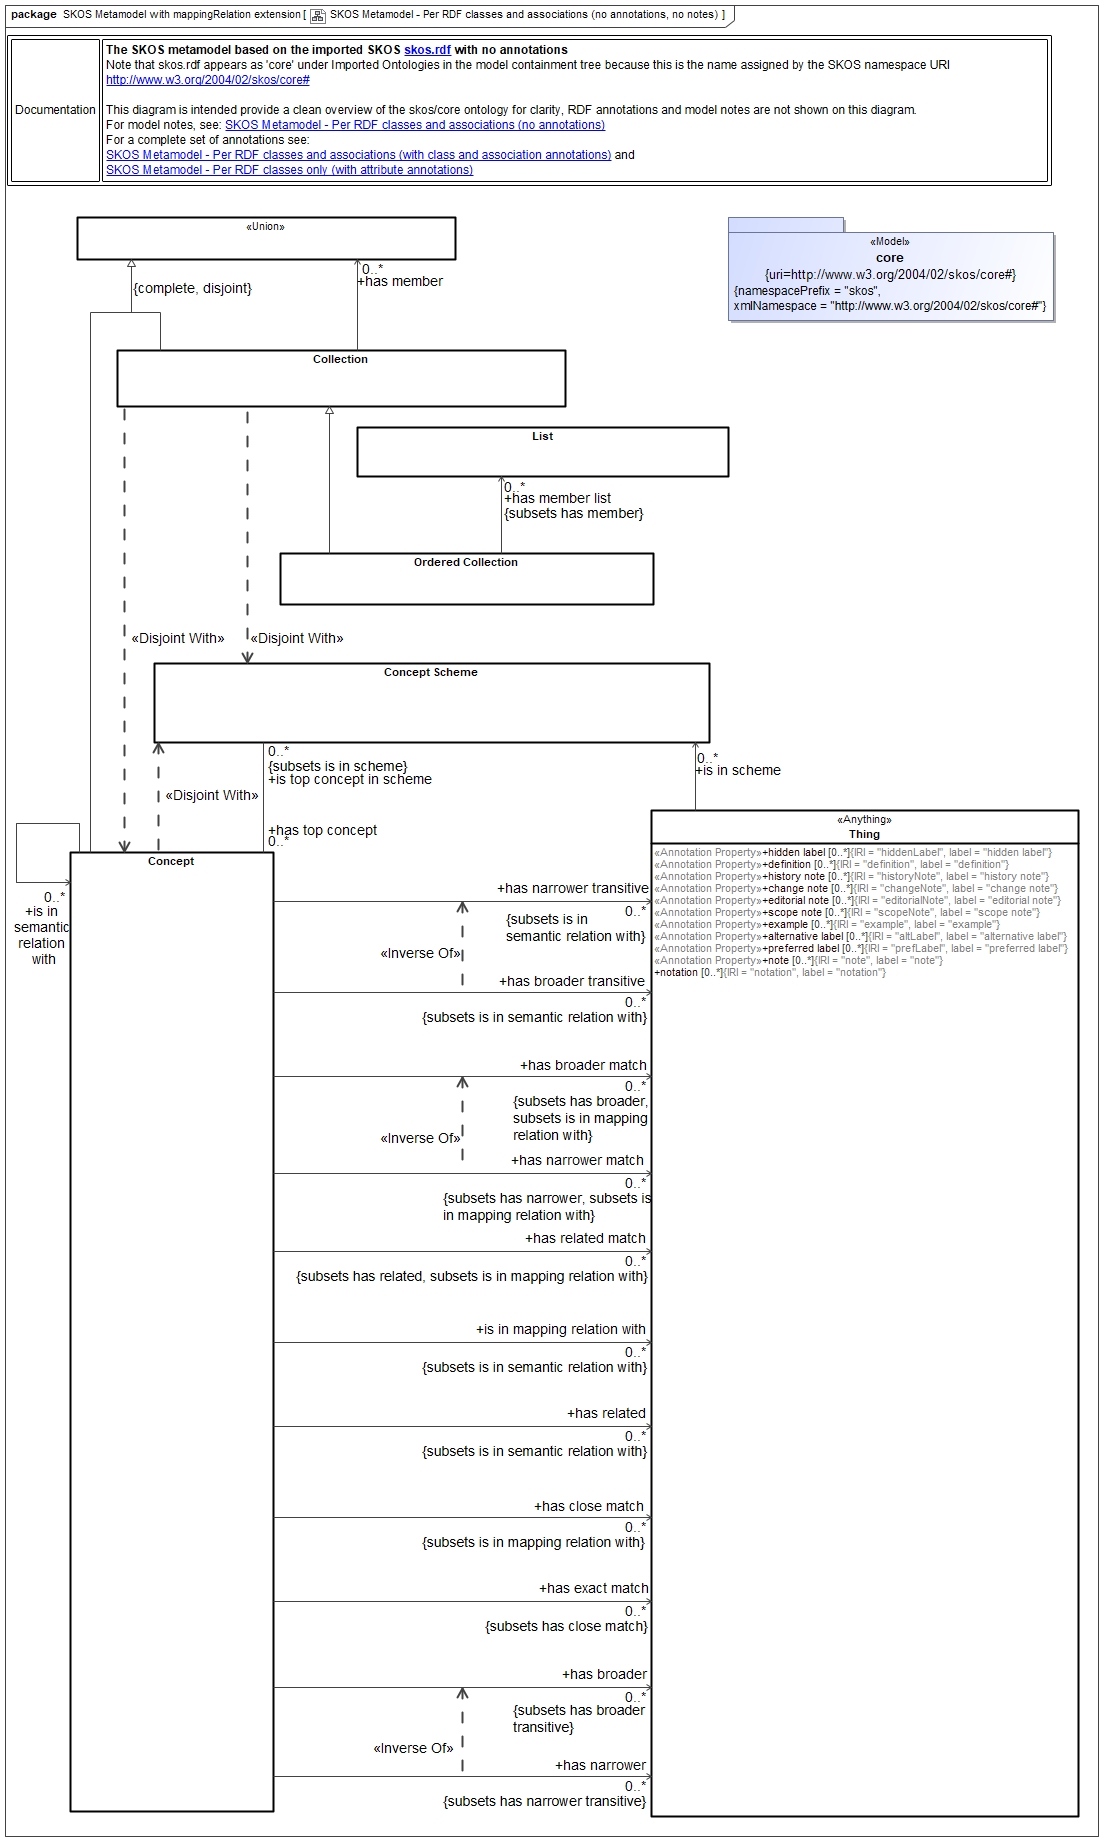 package SKOS Metamodel with mappingRelation extension [ SKOS Metamodel - Per RDF classes and associations (no annotations, no notes) ]
Documentation
The SKOS metamodel based on the imported SKOS skos.rdf with no annotations
Note that skos.rdf appears as 'core' under Imported Ontologies in the model containment tree because this is the name assigned by the SKOS namespace URI
http://www.w3.org/2004/02/skos/core#
This diagram is intended provide a clean overview of the skos/core ontology for clarity, RDF annotations and model notes are not shown on this diagram.
For model notes, see: SKOS Metamodel - Per RDF classes and associations (no annotations)
For a complete set of annotations see:
SKOS Metamodel - Per RDF classes and associations (with class and association annotations) and
SKOS Metamodel - Per RDF classes only (with attribute annotations)
«Union»
«Model»
core
{uri=http://www.w3.org/2004/02/skos/core#}
{namespacePrefix = "skos",
xmlNamespace = "http://www.w3.org/2004/02/skos/core#"}
{complete, disjoint}
0..*
+has member
Collection
List
0..*
+has member list
{subsets has member}
Ordered Collection
«Disjoint With»
«Disjoint With»
Concept Scheme
0..*
{subsets is in scheme}
+is top concept in scheme
0..*
+is in scheme
«Disjoint With»
+has top concept
0..*
«Anything»
Thing
«Annotation Property»+hidden label [0..*]{IRI = "hiddenLabel", label = "hidden label"}
«Annotation Property»+definition [0..*]{IRI = "definition", label = "definition"}
«Annotation Property»+history note [0..*]{IRI = "historyNote", label = "history note"}
«Annotation Property»+change note [0..*]{IRI = "changeNote", label = "change note"}
«Annotation Property»+editorial note [0..*]{IRI = "editorialNote", label = "editorial note"}
«Annotation Property»+scope note [0..*]{IRI = "scopeNote", label = "scope note"}
«Annotation Property»+example [0..*]{IRI = "example", label = "example"}
«Annotation Property»+alternative label [0..*]{IRI = "altLabel", label = "alternative label"}
«Annotation Property»+preferred label [0..*]{IRI = "prefLabel", label = "preferred label"}
«Annotation Property»+note [0..*]{IRI = "note", label = "note"}
+notation [0..*]{IRI = "notation", label = "notation"}
Concept
0..*
+is in
semantic
relation
with
+has narrower transitive
0..*
{subsets is in
semantic relation with}
«Inverse Of»
+has broader transitive
0..*
{subsets is in semantic relation with}
+has broader match
0..*
{subsets has broader,
subsets is in mapping
relation with}
«Inverse Of»
+has narrower match
0..*
{subsets has narrower, subsets is
in mapping relation with}
+has related match
0..*
{subsets has related, subsets is in mapping relation with}
+is in mapping relation with
0..*
{subsets is in semantic relation with}
+has related
0..*
{subsets is in semantic relation with}
+has close match
0..*
{subsets is in mapping relation with}
+has exact match
0..*
{subsets has close match}
+has broader
0..*
{subsets has broader
transitive}
«Inverse Of»
+has narrower
0..*
{subsets has narrower transitive}